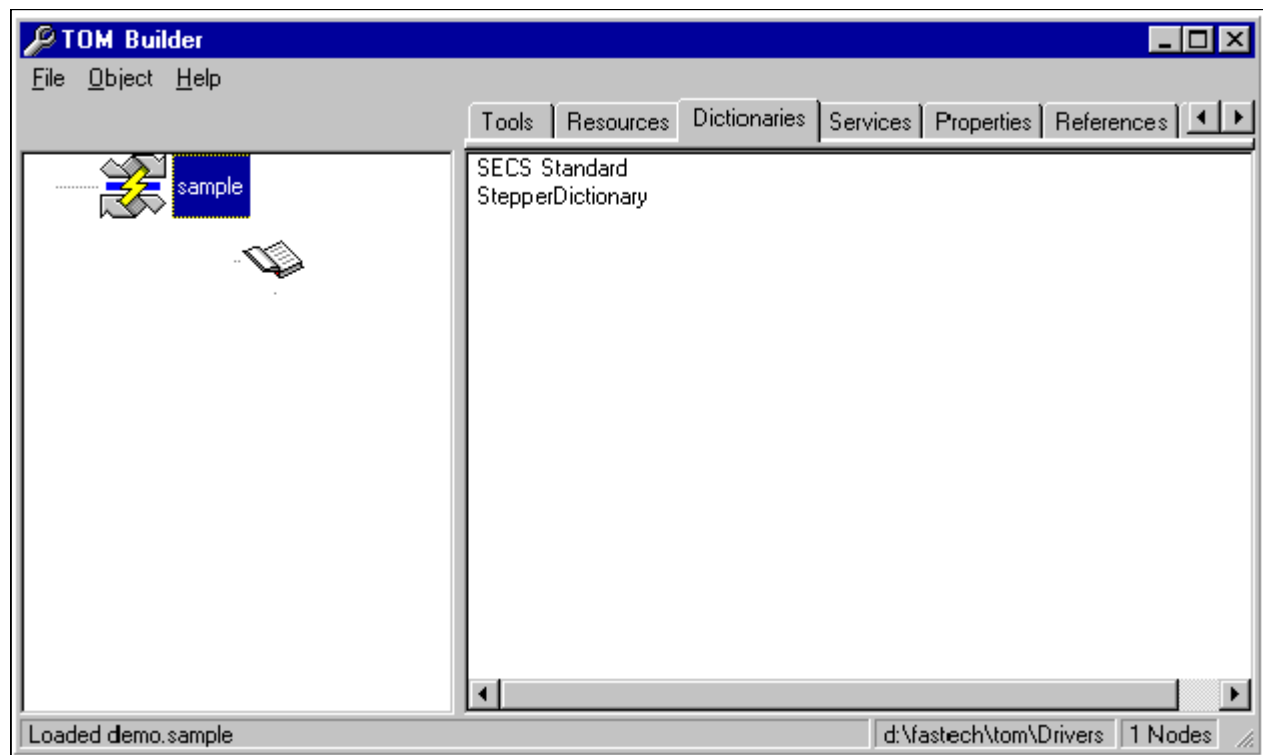 TOM Builder
File Object Help
Tools Resources Dictionaries Services Properties References
sample
SECS Standard
StepperDictionary
Loaded demo.sample d:\fastech\tom\Drivers 1 Nodes